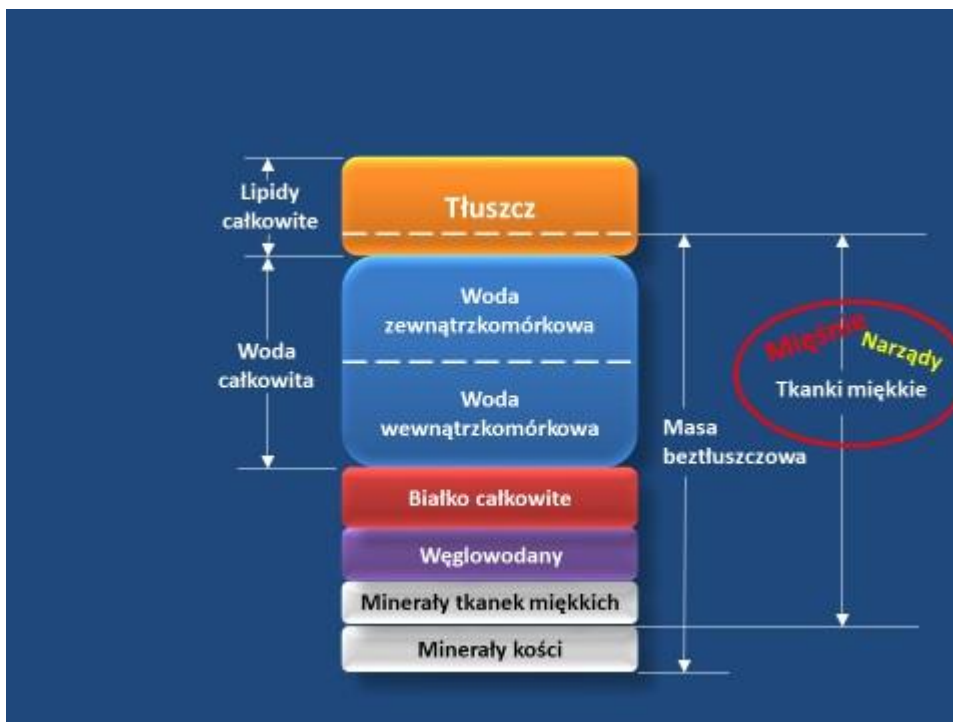 Lipidy
całkowite
Tłuszcz
Woda
zewnątrzkomórkowa
Woda
całkowita
Woda
wewnątrzkomórkowa
Białko całkowite
Węglowodany
Minerały tkanek miękkich
Minerały kości
Masa
beztłuszczowa
Mięśnie
Narządy
Tkanki miękkie